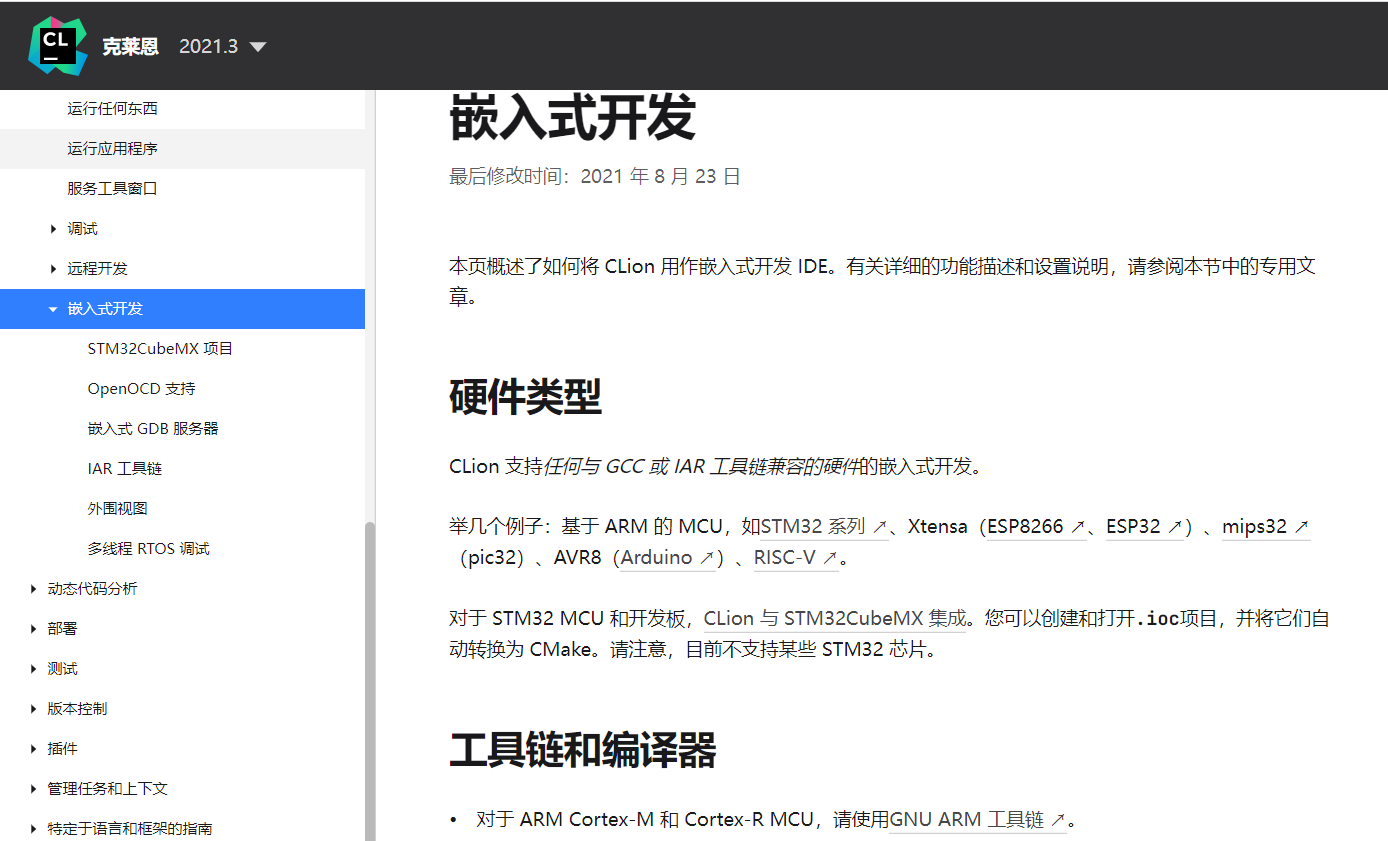 CL
克莱恩 2021.3
运行任何东西
运行应用程序
服务工具窗口
调试
远程开发
嵌入式开发
STM32CubeMX 项目
OpenOCD 支持
嵌入式 GDB 服务器
IAR 工具链
外围视图
多线程 RTOS 调试
动态代码分析
部署
测试
版本控制
插件
管理任务和上下文
特定于语言和框架的指南
嵌入式开发
最后修改时间：2021 年 8 月 23 日
本页概述了如何将 CLion 用作嵌入式开发 IDE。有关详细的功能描述和设置说明，请参阅本节中的专用文
章。
硬件类型
CLion 支持任何与 GCC 或 IAR 工具链兼容的硬件的嵌入式开发。
举几个例子：基于 ARM 的 MCU，如STM32 系列 ↗、Xtensa（ESP8266 ↗、ESP32 ↗）、mips32 ↗
（pic32）、AVR8（Arduino ↗）、RISC-V ↗。
对于 STM32 MCU 和开发板，CLion 与 STM32CubeMX 集成。您可以创建和打开.ioc项目，并将它们自
动转换为 CMake。请注意，目前不支持某些 STM32 芯片。
工具链和编译器
• 对于 ARM Cortex-M 和 Cortex-R MCU，请使用GNU ARM 工具链 ↗。